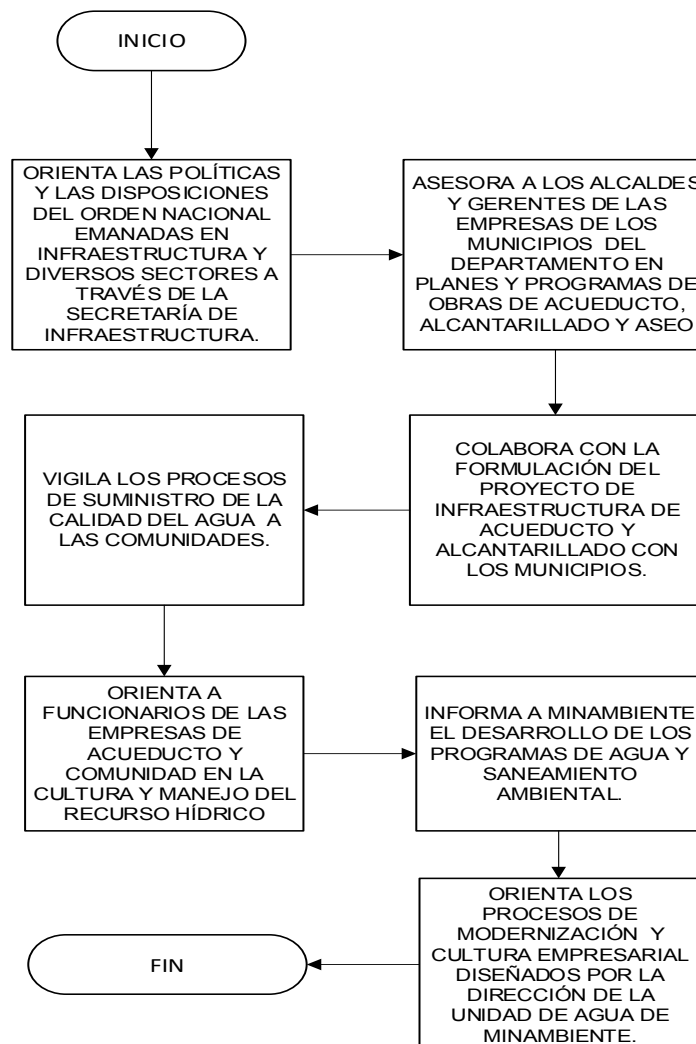 INICIO
ORIENTA LAS POLÍTICAS
Y LAS DISPOSICIONES
DEL ORDEN NACIONAL
EMANADAS EN
INFRAESTRUCTURA Y
DIVERSOS SECTORES A
TRAVÉS DE LA
SECRETARÍA DE
INFRAESTRUCTURA.
ASESORA A LOS ALCALDES
Y GERENTES DE LAS
EMPRESAS DE LOS
MUNICIPIOS DEL
DEPARTAMENTO EN
PLANES Y PROGRAMAS DE
OBRAS DE ACUEDUCTO,
ALCANTARILLADO Y ASEO
COLABORA CON LA
FORMULACIÓN DEL
PROYECTO DE
INFRAESTRUCTURA DE
ACUEDUCTO Y
ALCANTARILLADO CON
LOS MUNICIPIOS.
VIGILA LOS PROCESOS
DE SUMINISTRO DE LA
CALIDAD DEL AGUA A
LAS COMUNIDADES.
ORIENTA A
FUNCIONARIOS DE LAS
EMPRESAS DE
ACUEDUCTO Y
COMUNIDAD EN LA
CULTURA Y MANEJO DEL
RECURSO HÍDRICO
INFORMA A MINAMBIENTE
EL DESARROLLO DE LOS
PROGRAMAS DE AGUA Y
SANEAMIENTO
AMBIENTAL.
ORIENTA LOS
PROCESOS DE
MODERNIZACIÓN Y
CULTURA EMPRESARIAL
DISEÑADOS POR LA
DIRECCIÓN DE LA
UNIDAD DE AGUA DE
MINAMBIENTE.
FIN